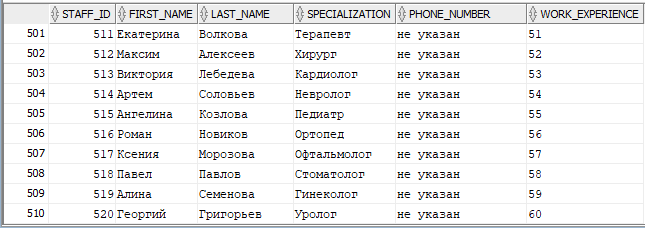 STAFF_ID FIRST_NAME LAST_NAME SPECIALIZATION PHONE_NUMBER WORK_EXPERIENCE
501 511 Екатерина Волкова Терапевт не указан 51
502 512 Максим Алексеев Хирург не указан 52
503 513 Виктория Лебедева Кардиолог не указан 53
504 514 Артем Соловьев Невролог не указан 54
505 515 Ангелина Козлова Педиатр не указан 55
506 516 Роман Новиков Ортопед не указан 56
507 517 Ксения Морозова Офтальмолог не указан 57
508 518 Павел Павлов Стоматолог не указан 58
509 519 Алина Семенова Гинеколог не указан 59
510 520 Георгий Григорьев Уролог не указан 60